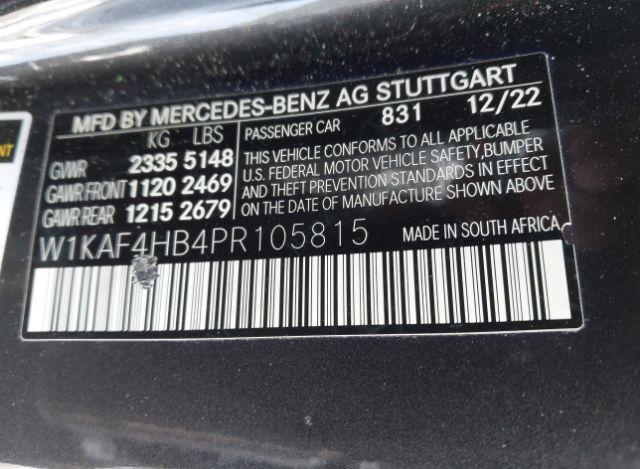 MFD BY MERCEDES-BENZ AG STUTTGART
KG LBS
PASSENGER CAR 831 12/22
GVWR 2335 5148
GAWR FRONT 1120 2469
GAWR REAR 1215 2679
THIS VEHICLE CONFORMS TO ALL APPLICABLE
U.S. FEDERAL MOTOR VEHICLE SAFETY, BUMPER
AND THEFT PREVENTION STANDARDS IN EFFECT
ON THE DATE OF MANUFACTURE SHOWN ABOVE
W1KAF4HB4PR105815 MADE IN SOUTH AFRICA